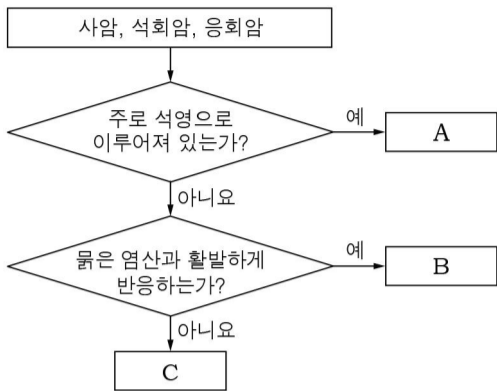 사암, 석회암, 응회암
주로 석영으로
이루어져 있는가?
예
A
아니요
묽은 염산과 활발하게
반응하는가?
예
B
아니요
C